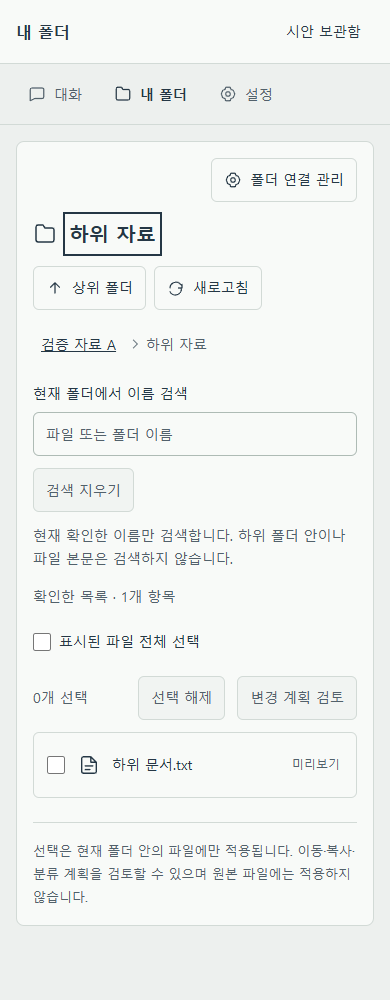 내 폴더
시안 보관함
대화
내 폴더
설정
폴더 연결 관리
하위 자료
상위 폴더
새로고침
검증 자료 A > 하위 자료
현재 폴더에서 이름 검색
파일 또는 폴더 이름
검색 지우기
현재 확인한 이름만 검색합니다. 하위 폴더 안이나
파일 본문은 검색하지 않습니다.
확인한 목록 · 1개 항목
표시된 파일 전체 선택
0개 선택
선택 해제
변경 계획 검토
하위 문서.txt
미리보기
선택은 현재 폴더 안의 파일에만 적용됩니다. 이동·복사·
분류 계획을 검토할 수 있으며 원본 파일에는 적용하지
않습니다.